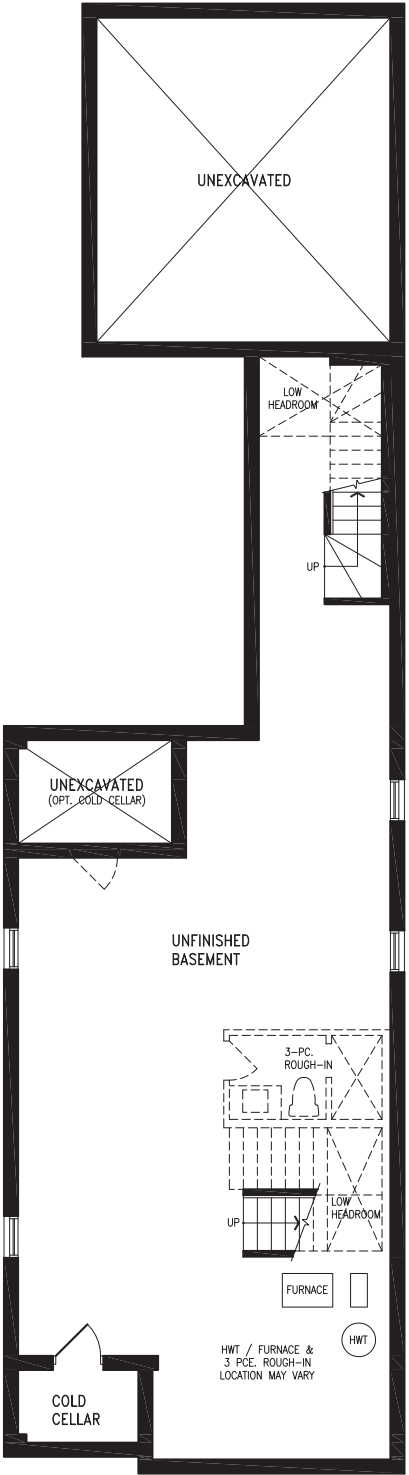 UNEXCAVATED
LOW
HEADROOM
UP
UNEXCAVATED
(OPT. COLD CELLAR)
UNFINISHED
BASEMENT
3-PC.
ROUGH-IN
UP
LOW
HEADROOM
FURNACE
HWT
HWT / FURNACE &
3 PCE. ROUGH-IN
LOCATION MAY VARY
COLD
CELLAR